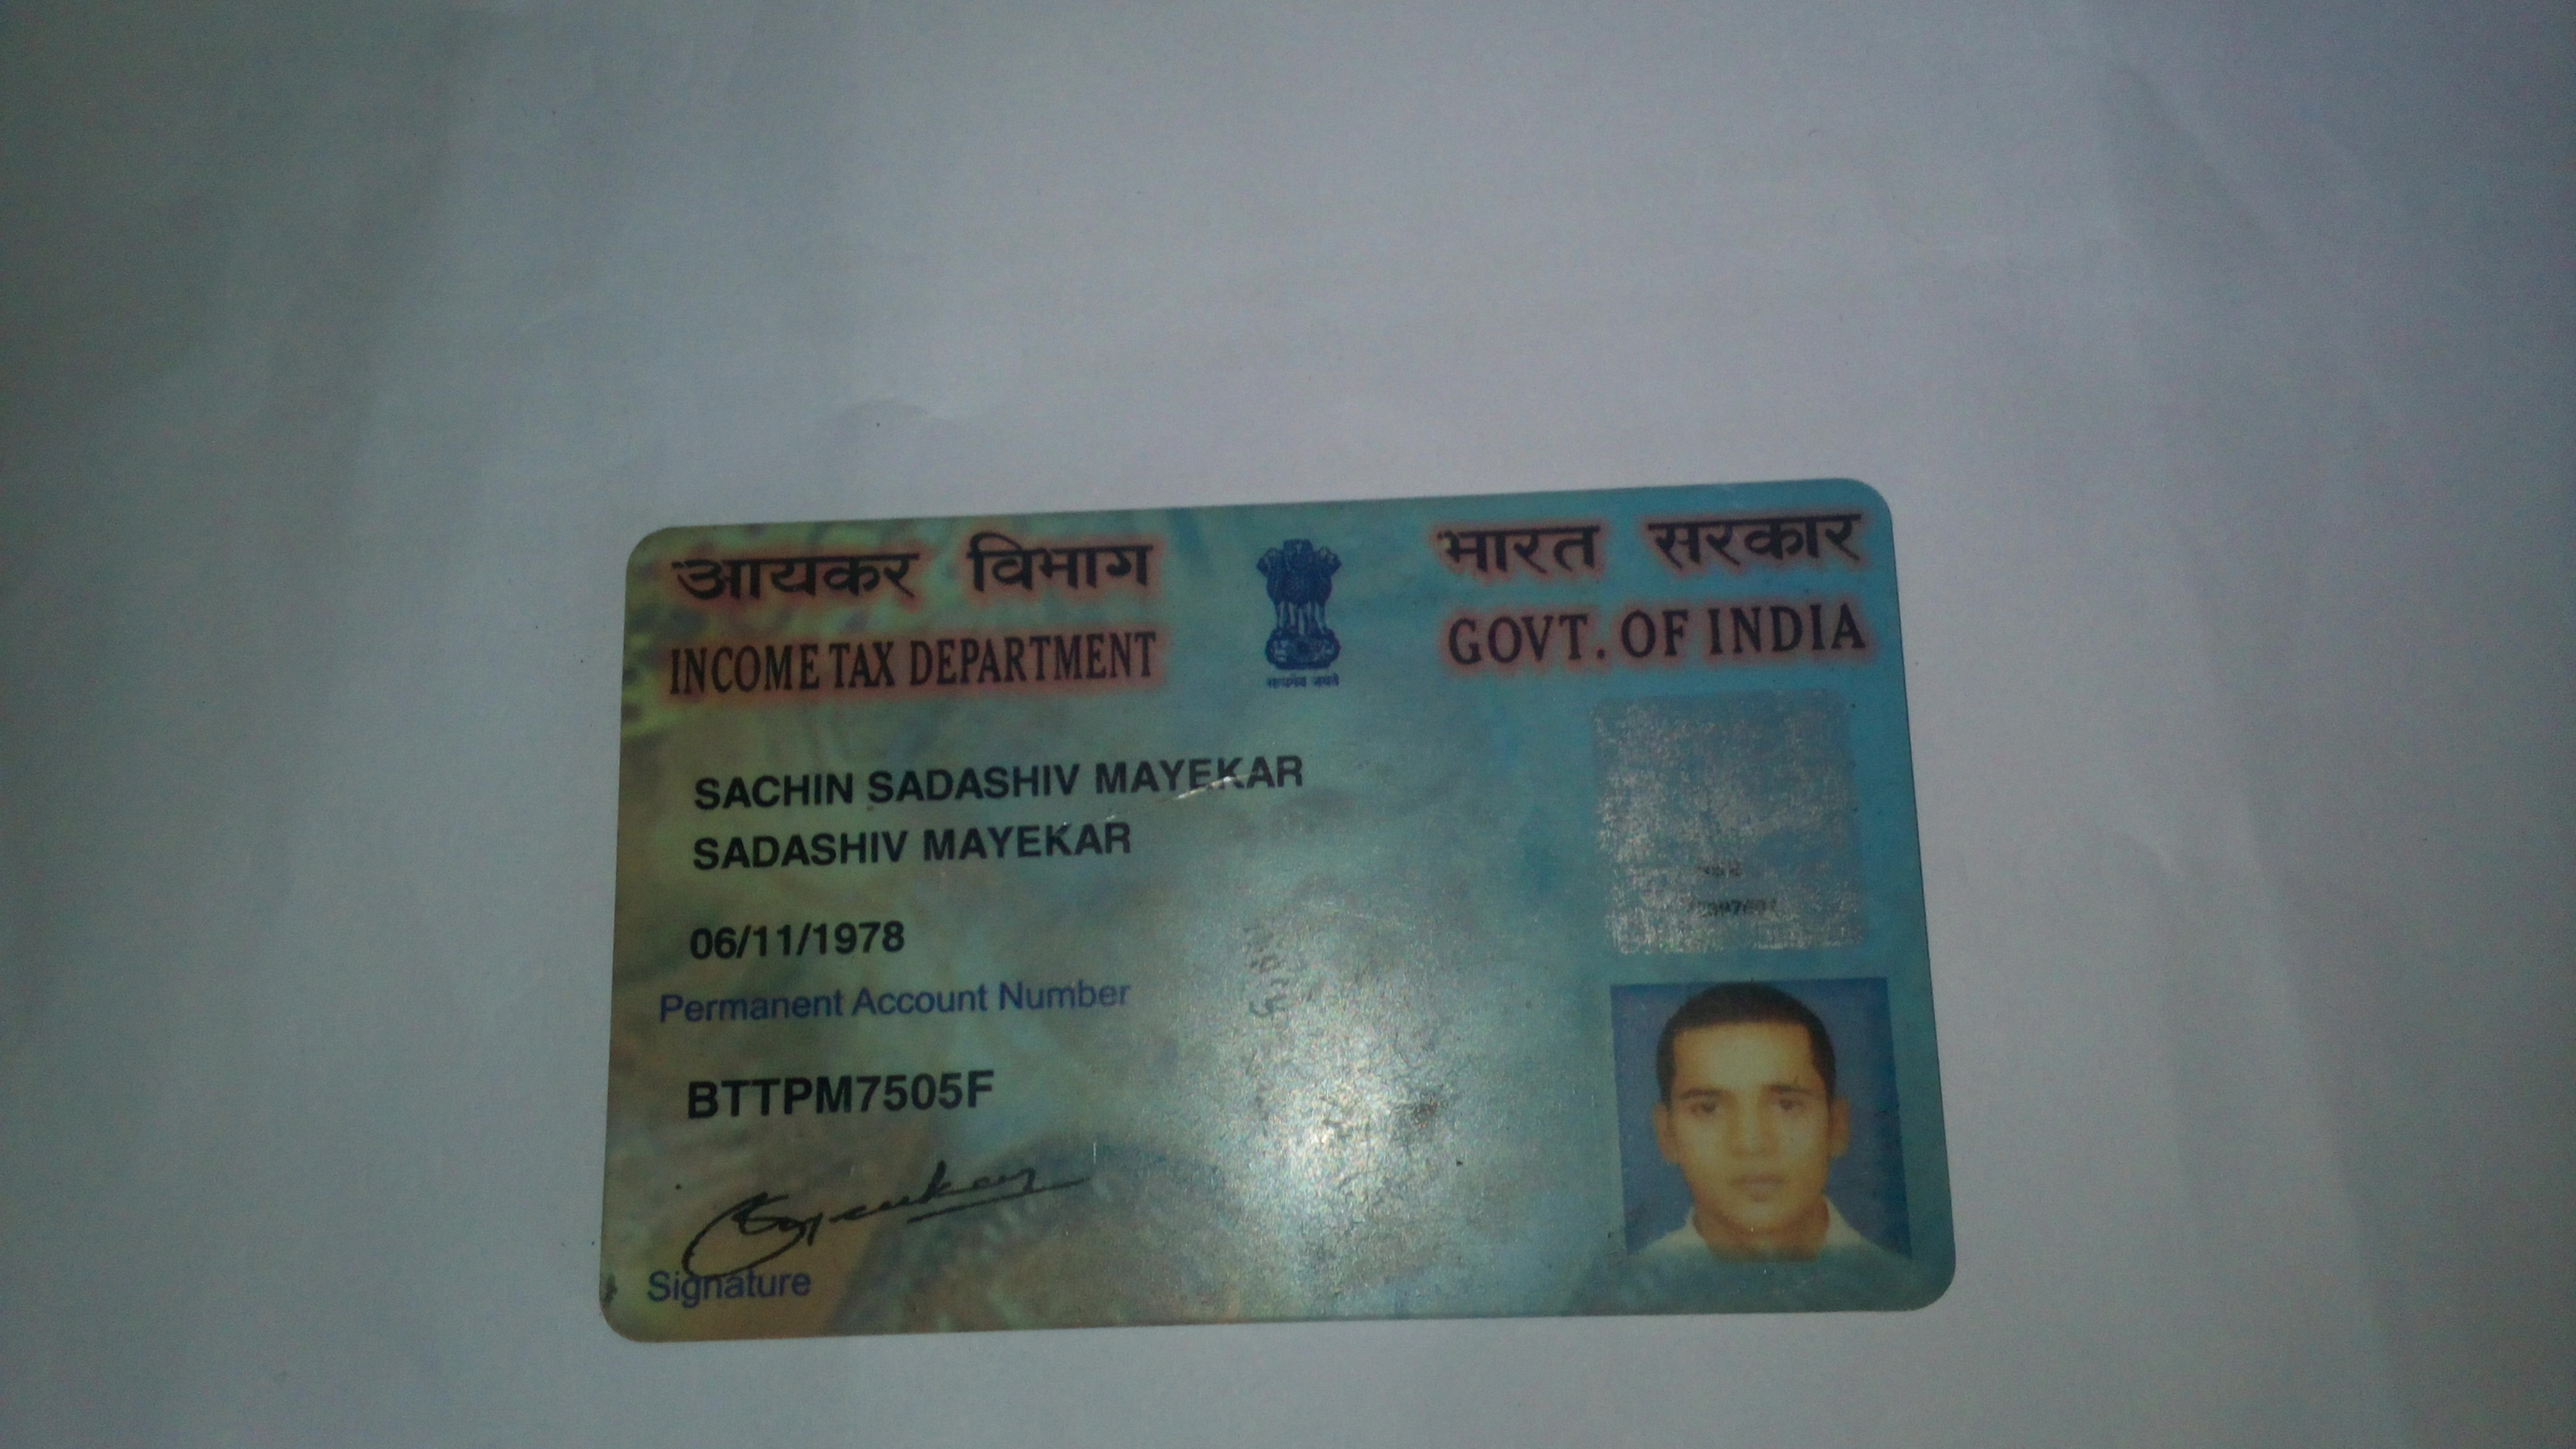 आयकर विभाग
INCOME TAX DEPARTMENT
सत्यमेव जयते
भारत सरकार
GOVT. OF INDIA
SACHIN SADASHIV MAYEKAR
SADASHIV MAYEKAR
06/11/1978
Permanent Account Number
BTTPM7505F
Signature